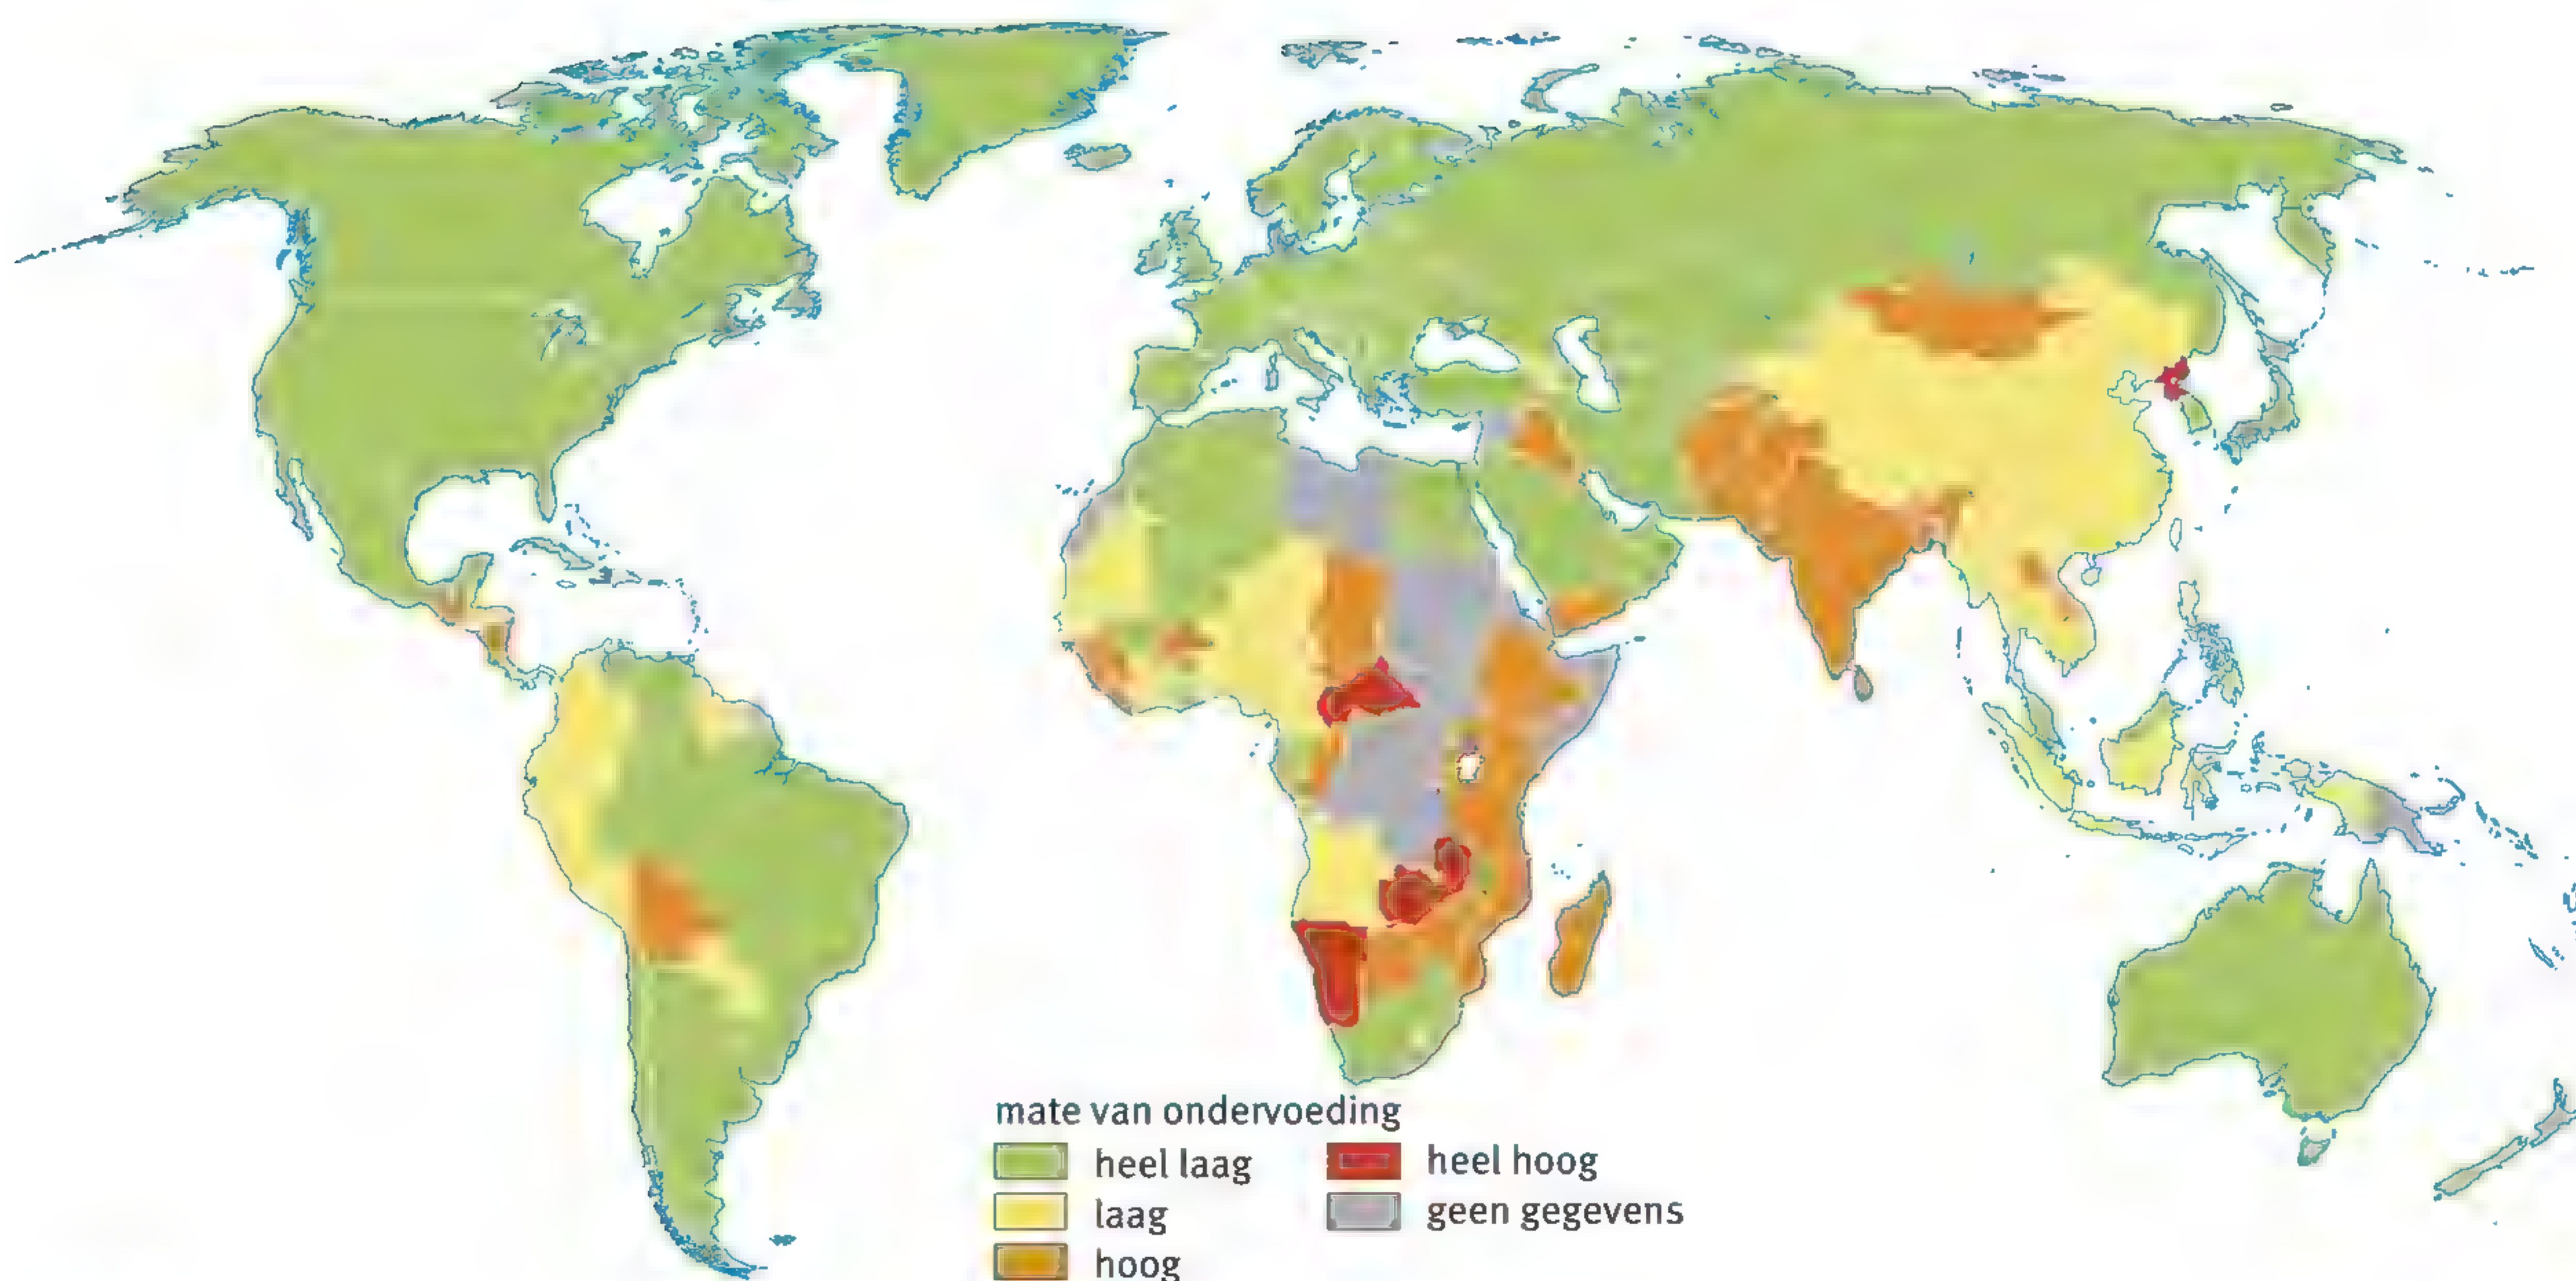 mate van ondervoeding
heel laag
laag
hoog
heel hoog
geen gegevens